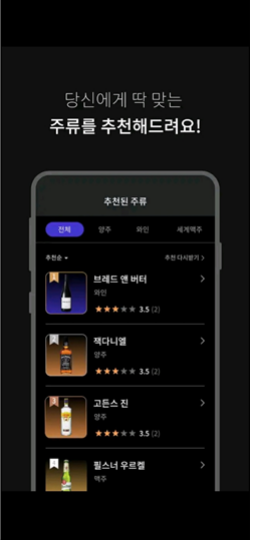 당신에게 딱 맞는
주류를 추천해드려요!
추천된 주류
전체 양주 와인 세계맥주
추천순 추천 다시받기 >
1
브레드 앤 버터
와인
3.5 (2)
2
잭다니엘
양주
3.5 (2)
3
고든스 진
양주
3.5 (2)
4
필스너 우르켈
맥주